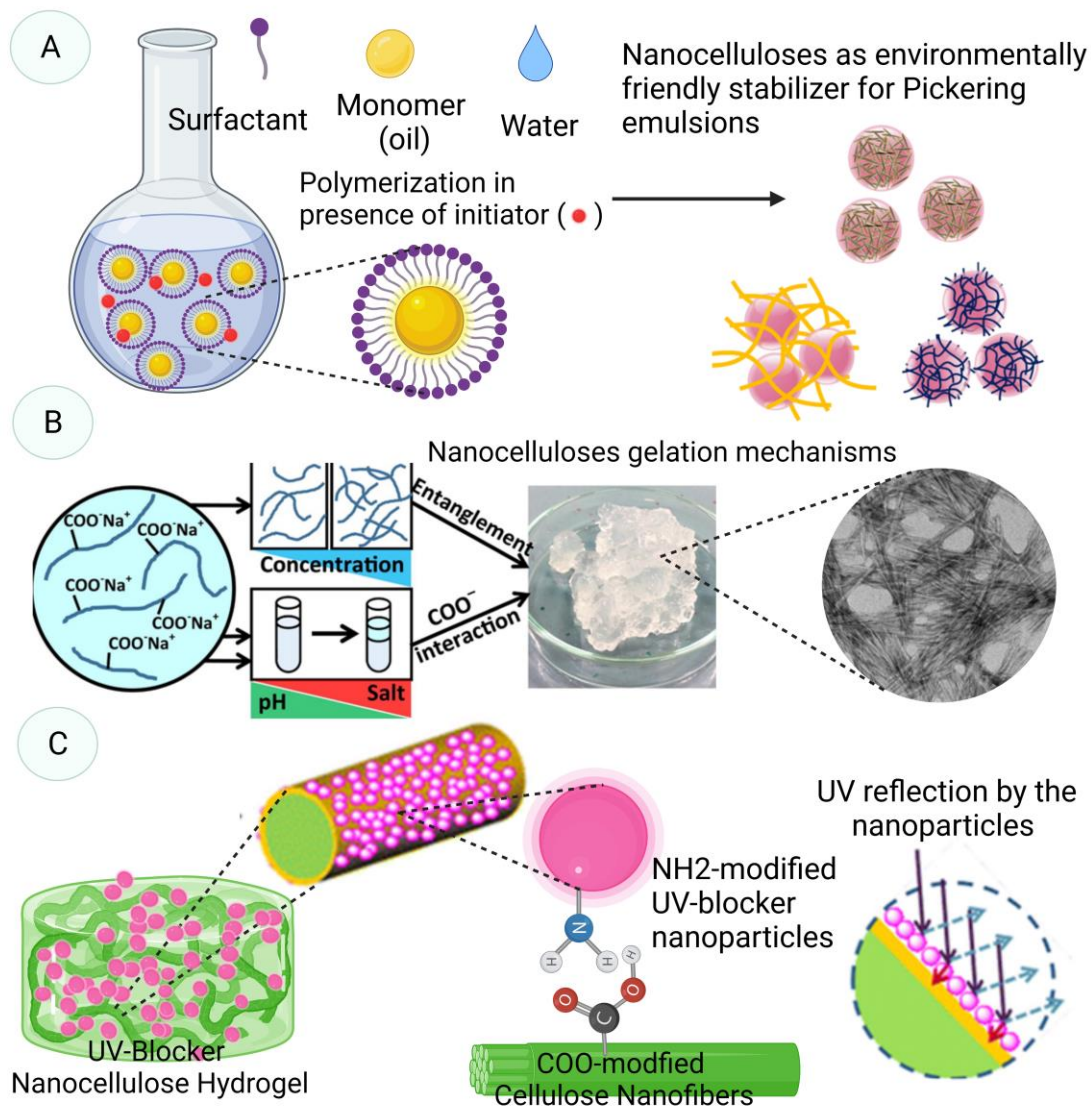 A
Surfactant
Monomer
(oil)
Water
Nanocelluloses as environmentally
friendly stabilizer for Pickering
emulsions
Polymerization in
presence of initiator ( )
B
Nanocelluloses gelation mechanisms
COO⁻Na⁺
COO⁻Na⁺
COO⁻Na⁺
COO⁻Na⁺
COO⁻Na⁺
Concentration
Entanglement
pH
Salt
COO⁻
interaction
C
UV-Blocker
Nanocellulose Hydrogel
NH2-modified
UV-blocker
nanoparticles
N
H
H
H
O
O
C
COO-modfied
Cellulose Nanofibers
UV reflection by the
nanoparticles